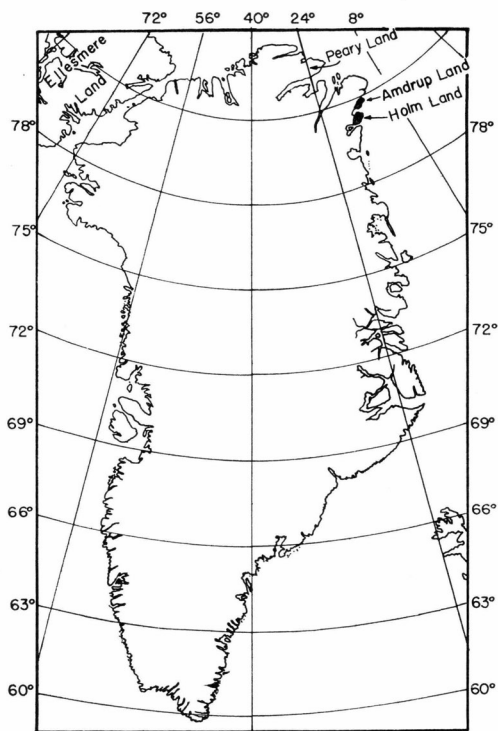 72° 56° 40° 24° 8°
Peary Land
Ellesmere
Land
Amdrup Land
Holm Land
78° 78°
75° 75°
72° 72°
69° 69°
66° 66°
63° 63°
60° 60°